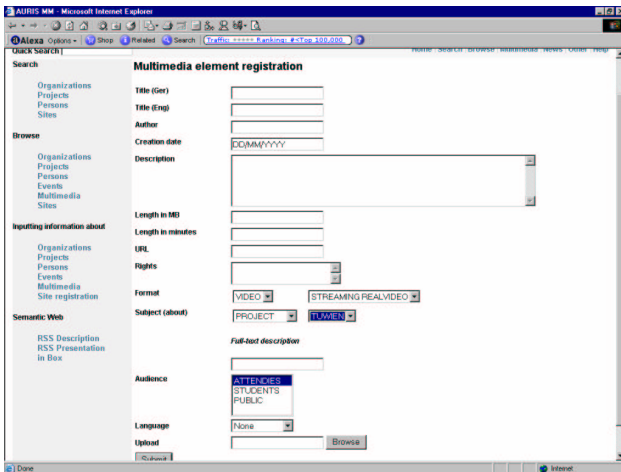 AURIS MM - Microsoft Internet Explorer
Alexa Options Shop Related Search Traffic: +++++ Ranking: #<Top 100,000.
Quick Search
Home Search Browse Multimedia News Other Help
Search
Organizations
Projects
Persons
Sites
Browse
Organizations
Projects
Persons
Events
Multimedia
Sites
Inputting information about
Organizations
Projects
Persons
Events
Multimedia
Site registration
Semantic Web
RSS Description
RSS Presentation
in Box
Multimedia element registration
Title (Ger)
Title (Eng)
Author
Creation date DD/MM/YYYY
Description
Length in MB
Length in minutes
URL
Rights
Format VIDEO STREAMING REALVIDEO
Subject (about) PROJECT TUWIEN
Full-text description
Audience ATTENDIES
STUDENTS
PUBLIC
Language None
Upload Browse
Submit
Done Internet